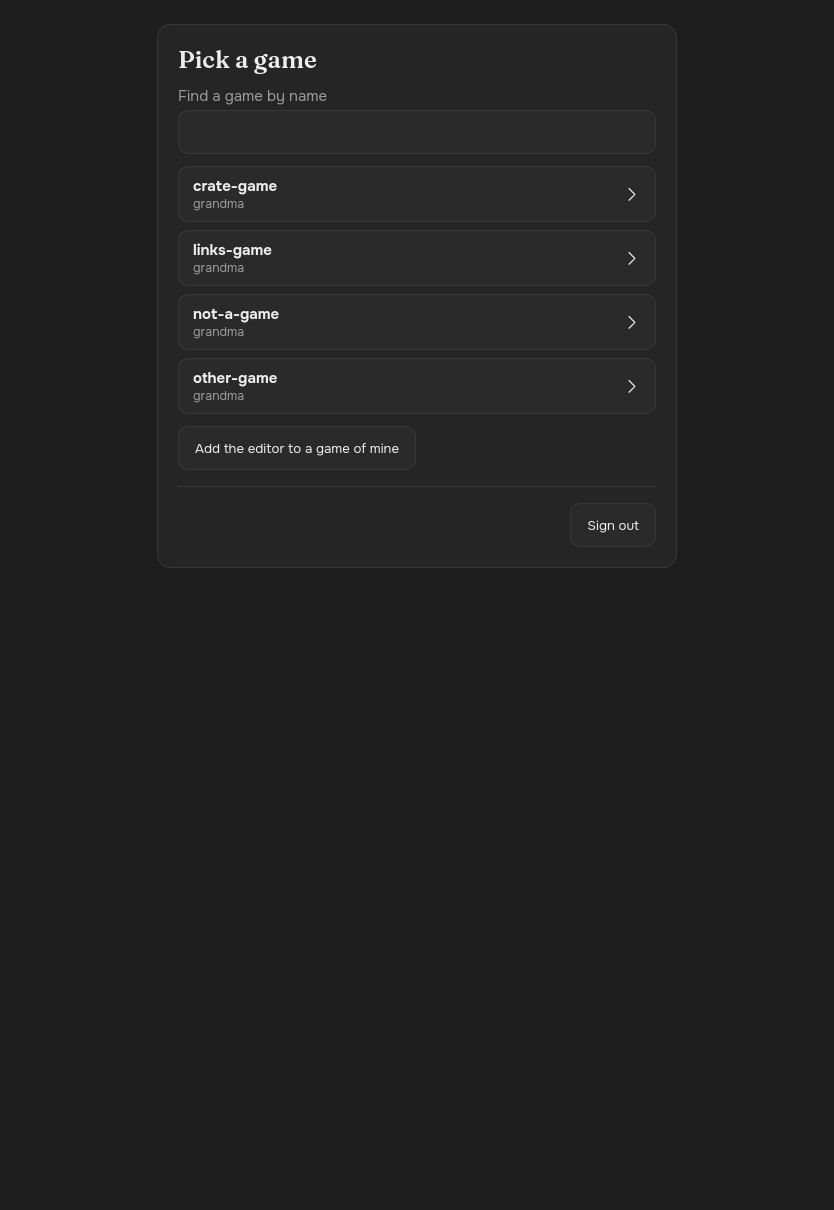 Pick a game
Find a game by name
crate-game
grandma
links-game
grandma
not-a-game
grandma
other-game
grandma
Add the editor to a game of mine
Sign out